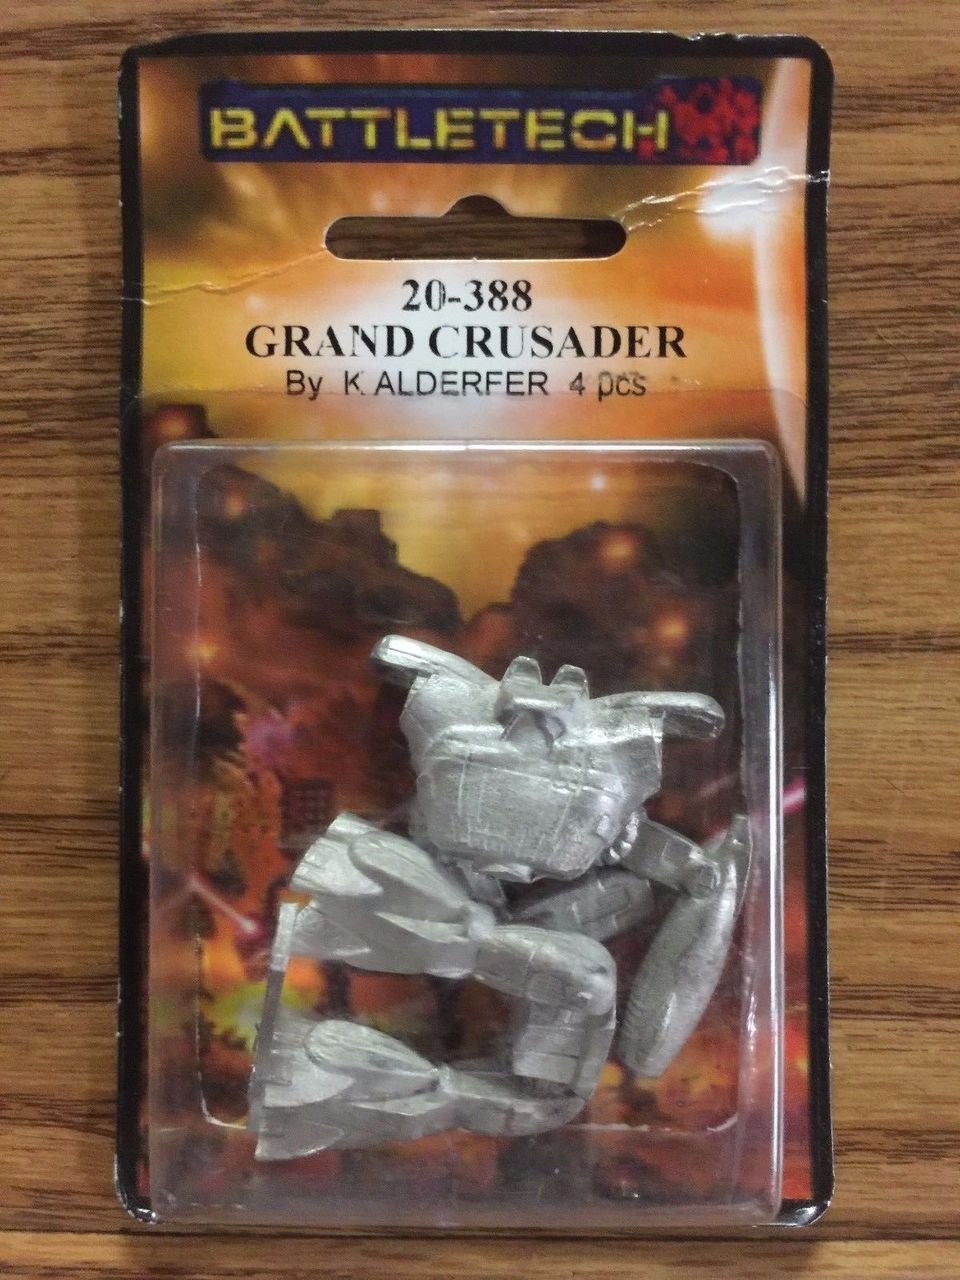 BATTLETECH
20-388
GRAND CRUSADER
By K ALDERFER 4 pcs